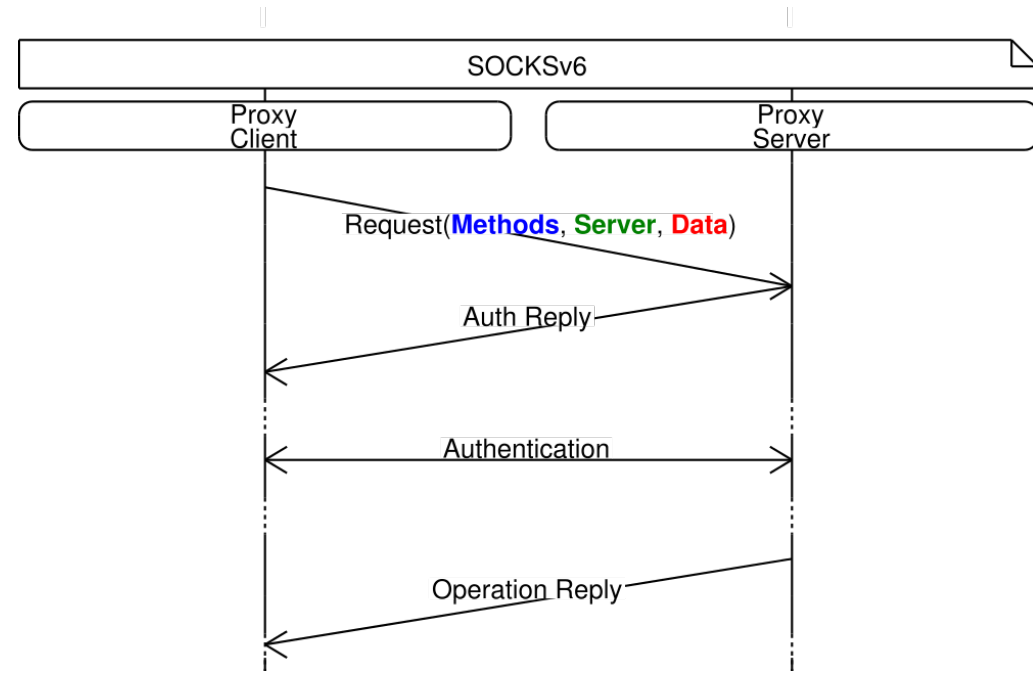 SOCKSv6
Proxy
Client
Proxy
Server
Request(Methods, Server, Data)
Auth Reply
Authentication
Operation Reply